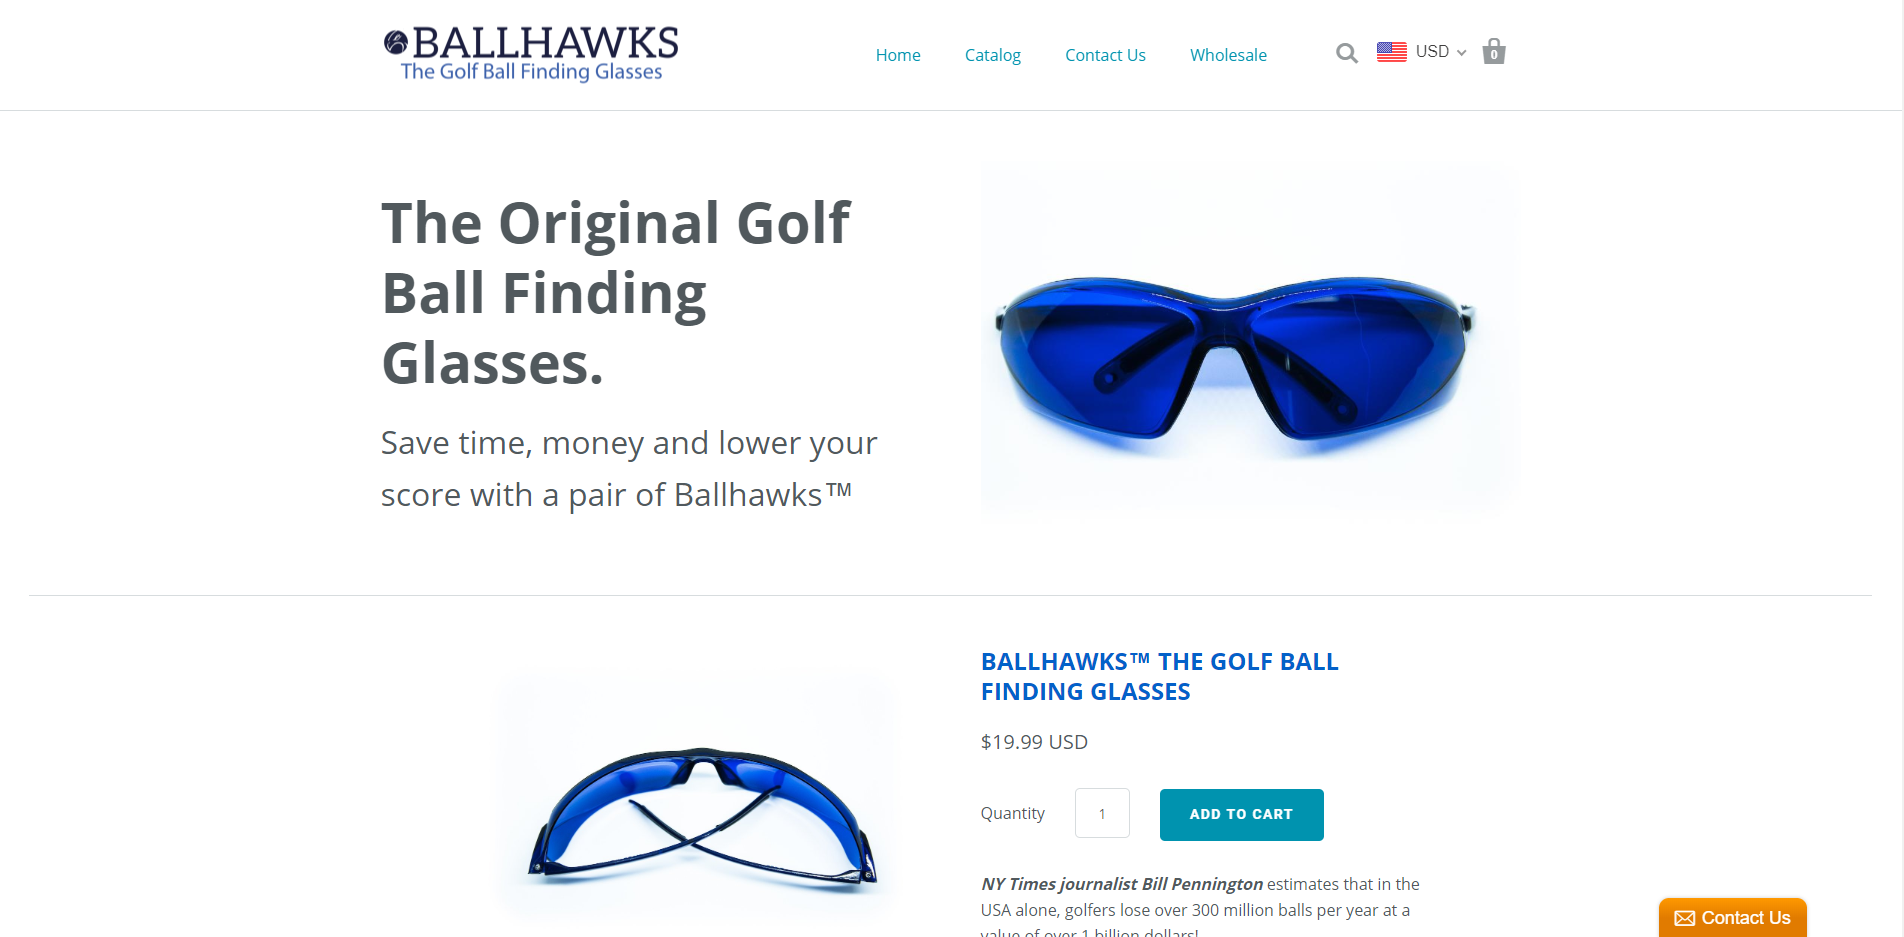 BALLHAWKS
The Golf Ball Finding Glasses
Home Catalog Contact Us Wholesale USD 0
The Original Golf
Ball Finding
Glasses.
Save time, money and lower your
score with a pair of Ballhawks™
BALLHAWKS™ THE GOLF BALL
FINDING GLASSES
$19.99 USD
Quantity 1 ADD TO CART
NY Times journalist Bill Pennington estimates that in the
USA alone, golfers lose over 300 million balls per year at a
value of over 1 billion dollars!
Contact Us